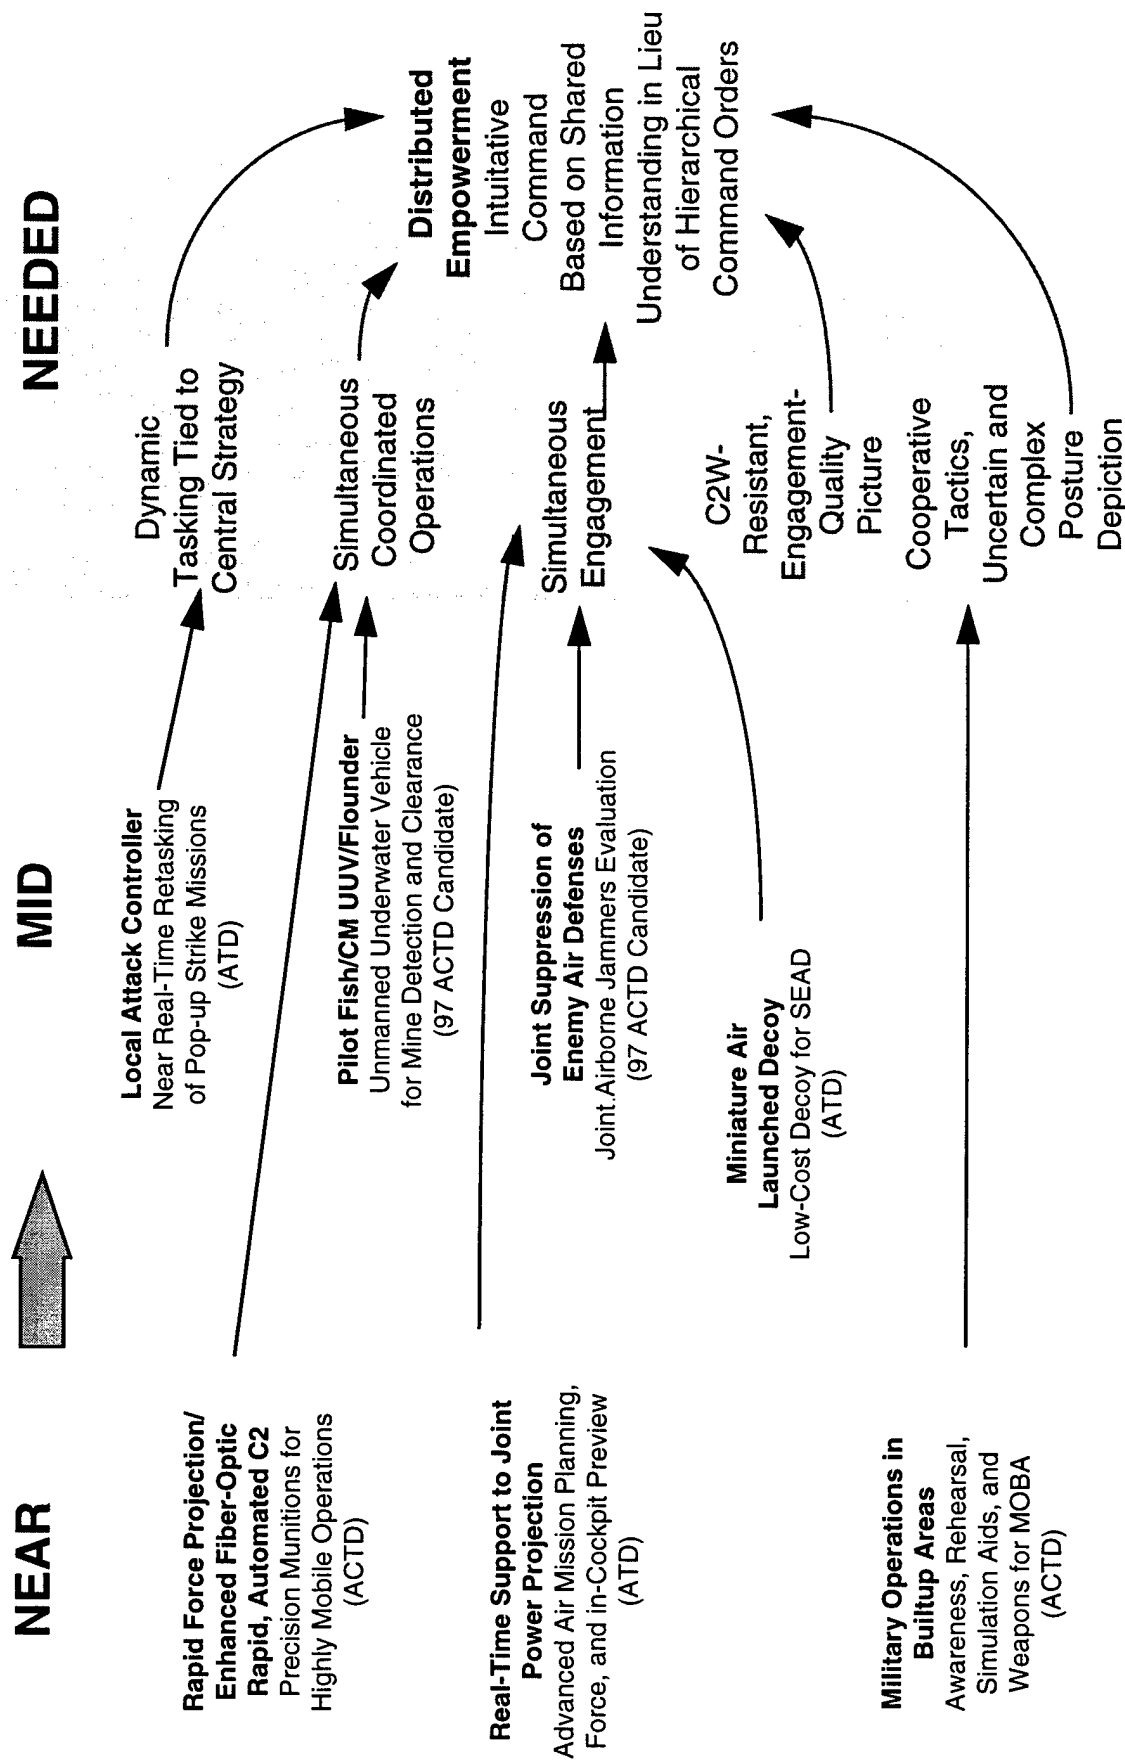 NEAR
MID
NEEDED
Rapid Force Projection/
Enhanced Fiber-Optic
Rapid, Automated C2
Precision Munitions for
Highly Mobile Operations
(ACTD)
Real-Time Support to Joint
Power Projection
Advanced Air Mission Planning,
Force, and in-Cockpit Preview
(ATD)
Military Operations in
Builtup Areas
Awareness, Rehearsal,
Simulation Aids, and
Weapons for MOBA
(ACTD)
Local Attack Controller
Near Real-Time Retasking
of Pop-up Strike Missions
(ATD)
Pilot Fish/CM UUV/Flounder
Unmanned Underwater Vehicle
for Mine Detection and Clearance
(97 ACTD Candidate)
Joint Suppression of
Enemy Air Defenses
Joint Airborne Jammers Evaluation
(97 ACTD Candidate)
Miniature Air
Launched Decoy
Low-Cost Decoy for SEAD
(ATD)
Dynamic
Tasking Tied to
Central Strategy
Simultaneous
Coordinated
Operations
Simultaneous
Engagement
C2W-
Resistant,
Engagement-
Quality
Picture
Cooperative
Tactics,
Uncertain and
Complex
Posture
Depiction
Distributed
Empowerment
Intuitative
Command
Based on Shared
Information
Understanding in Lieu
of Hierarchical
Command Orders